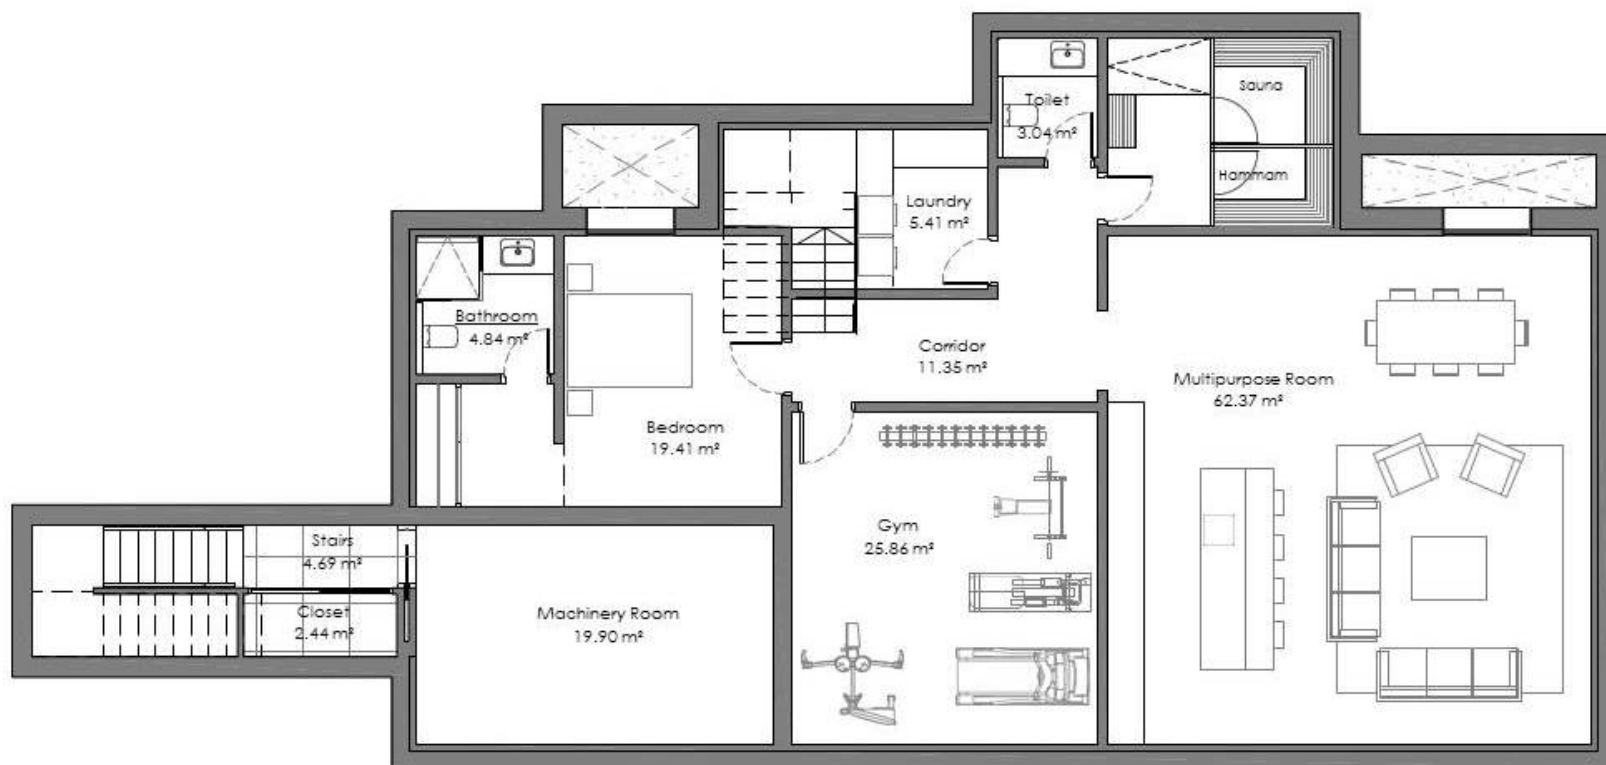 Sauna
Toilet
3.04 m²
Hammam
Laundry
5.41 m²
Bathroom
4.84 m²
Corridor
11.35 m²
Multipurpose Room
62.37 m²
Bedroom
19.41 m²
Gym
25.86 m²
Stairs
4.69 m²
Closet
2.44 m²
Machinery Room
19.90 m²